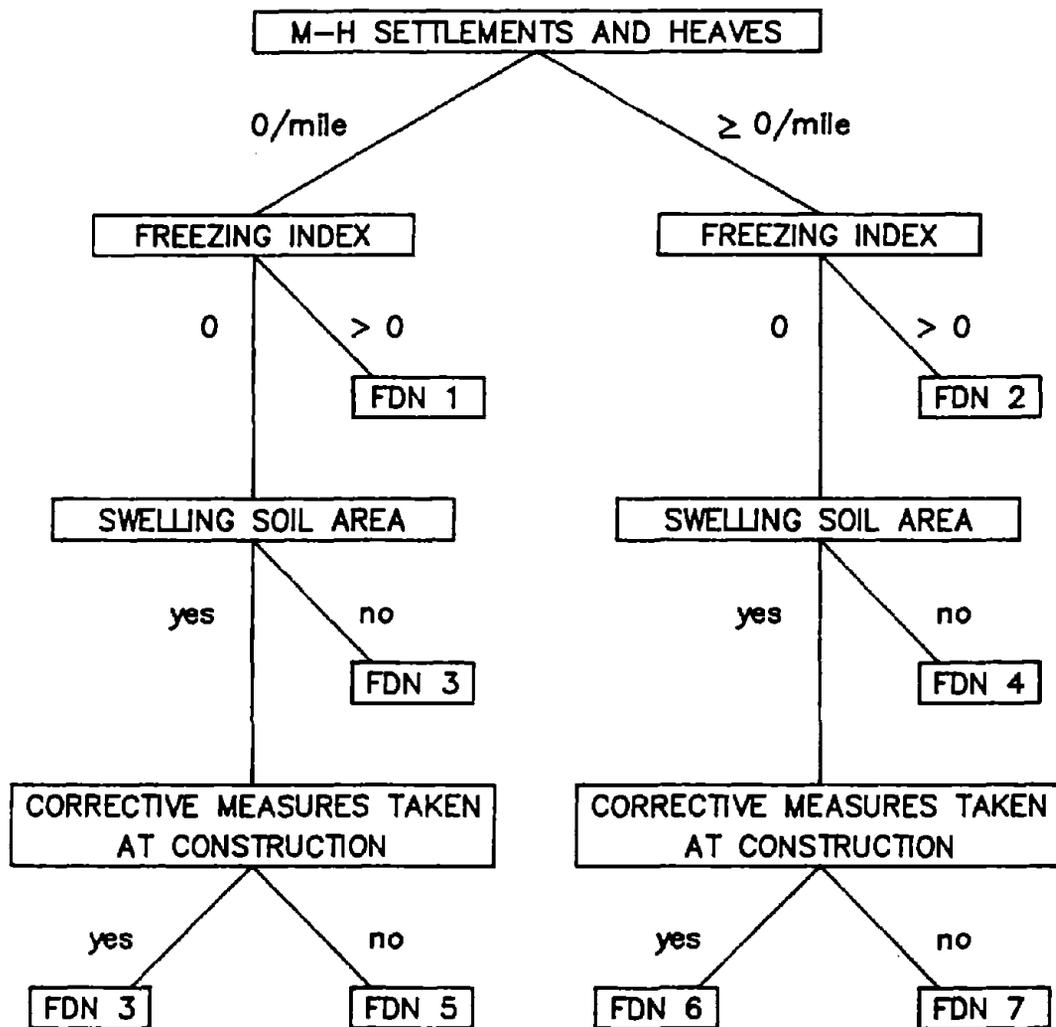 M-H SETTLEMENTS AND HEAVES
0/mile
≥ 0/mile
FREEZING INDEX
FREEZING INDEX
0
> 0
0
> 0
FDN 1
FDN 2
SWELLING SOIL AREA
SWELLING SOIL AREA
yes
no
yes
no
FDN 3
FDN 4
CORRECTIVE MEASURES TAKEN
AT CONSTRUCTION
CORRECTIVE MEASURES TAKEN
AT CONSTRUCTION
yes
no
yes
no
FDN 3
FDN 5
FDN 6
FDN 7